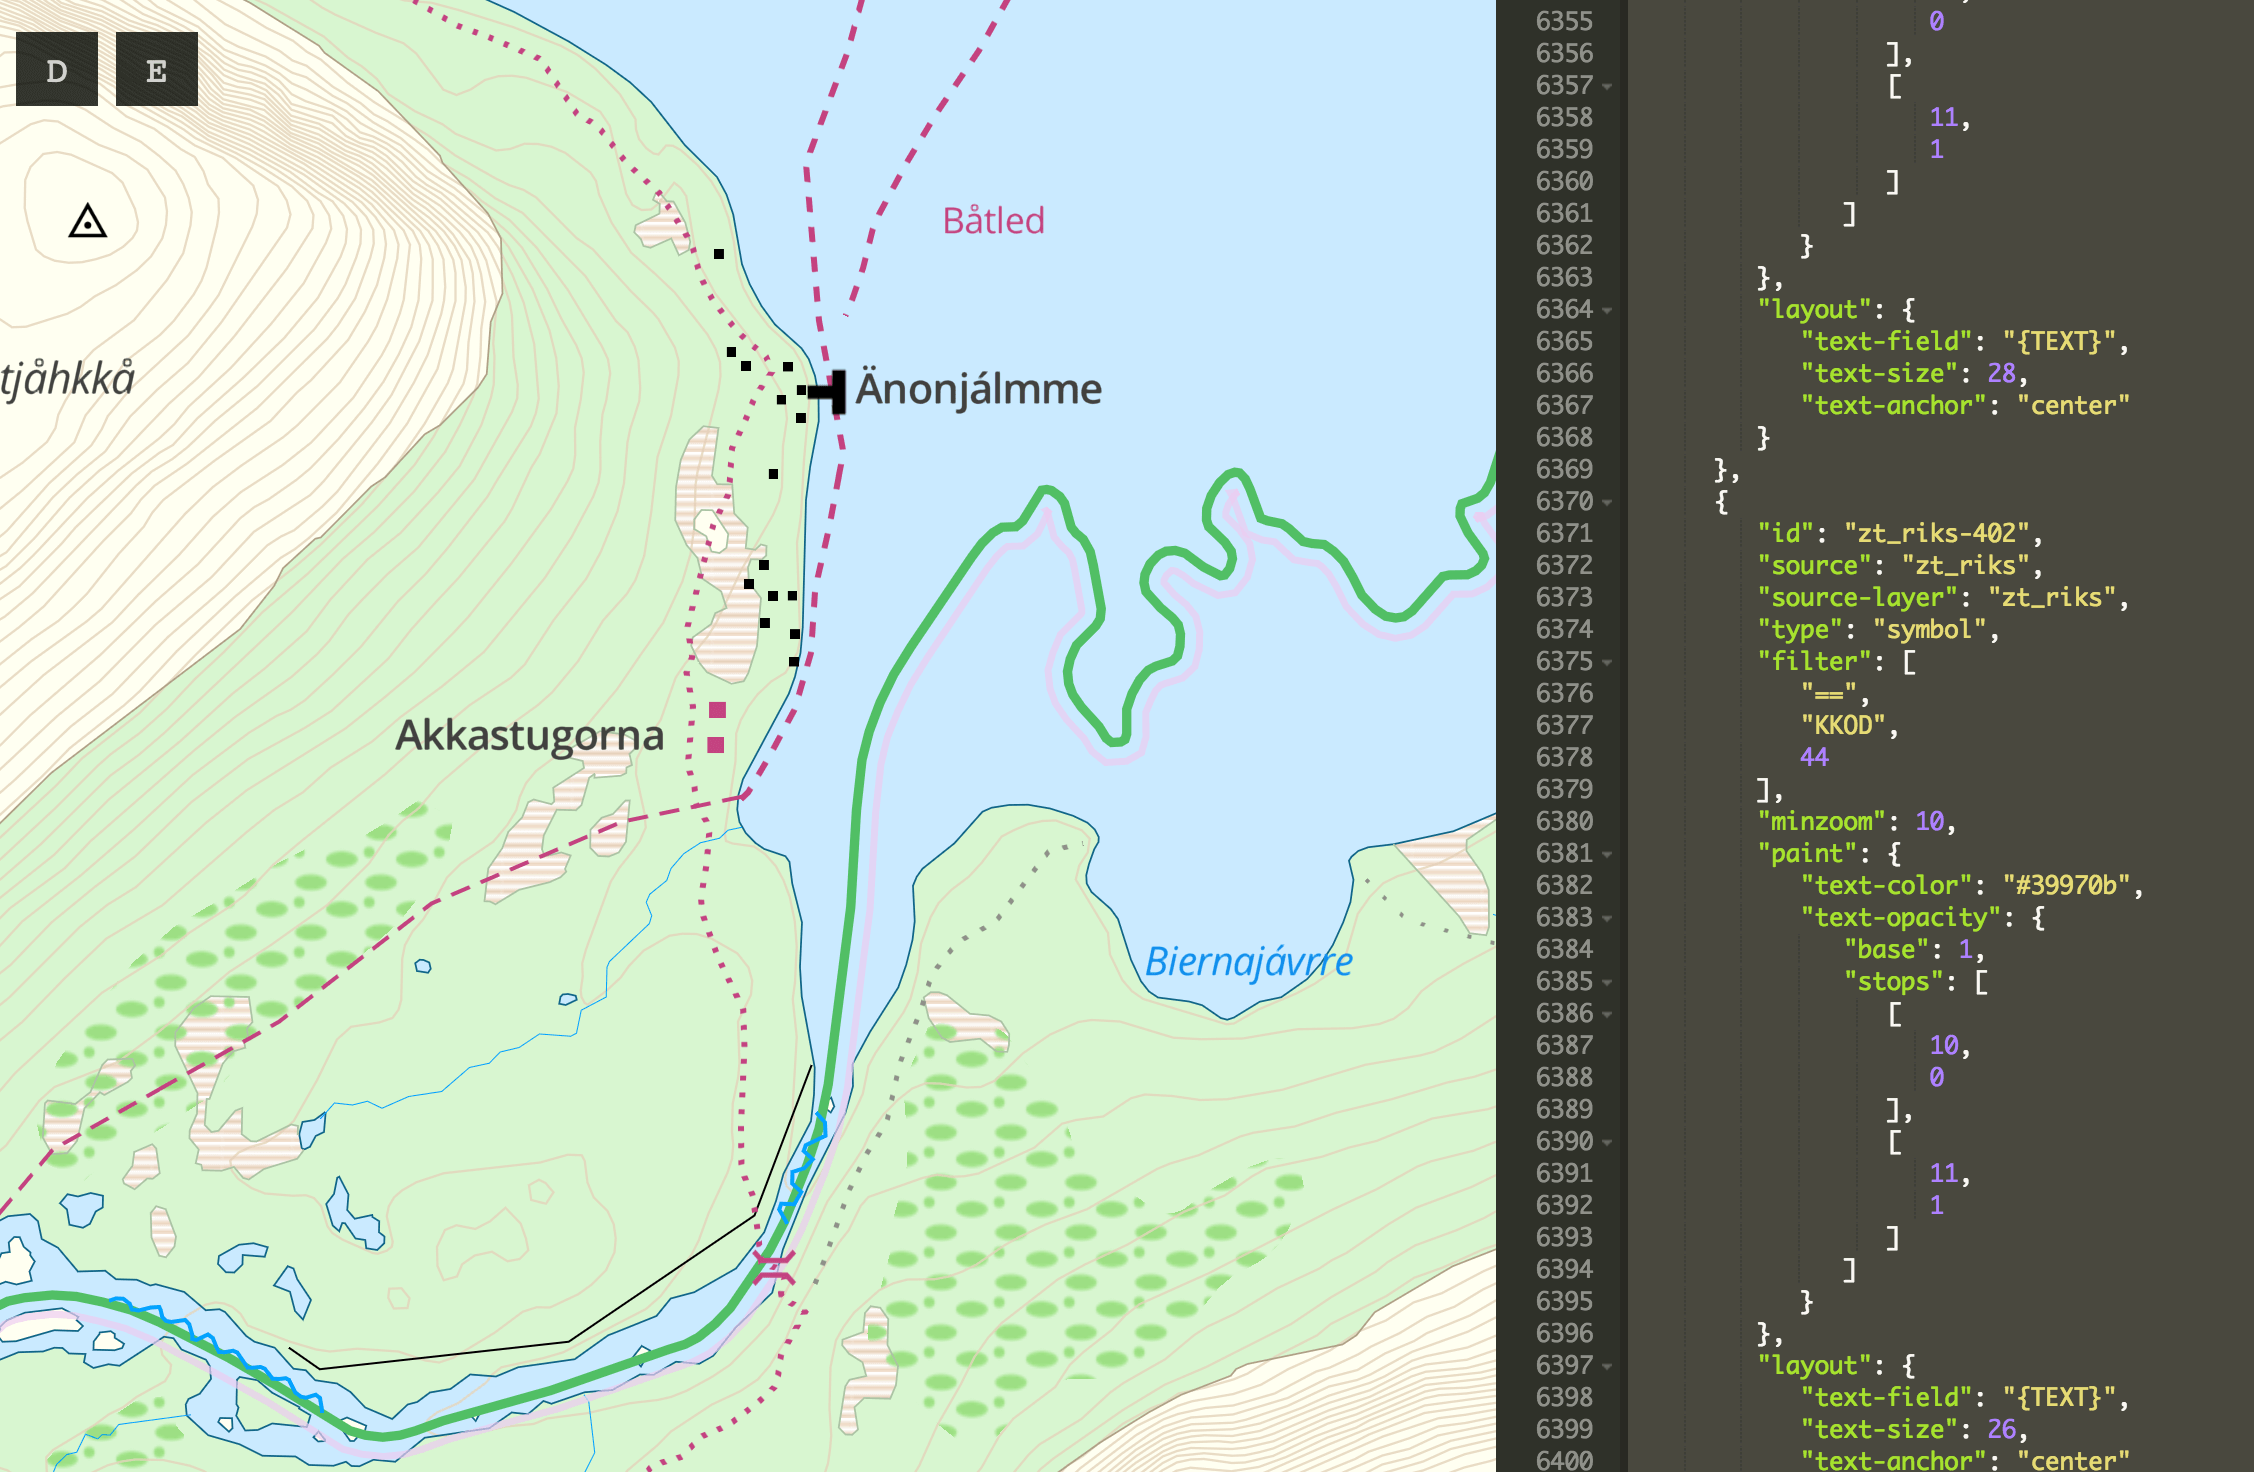 D
E
Båtled
Änonjálmme
tjåhkkå
Akkastugorna
Biernajávrre
6355 0
6356 ],
6357 [
6358 11,
6359 1
6360 ]
6361 ]
6362 }
6363 },
6364 "layout": {
6365 "text-field": "{TEXT}",
6366 "text-size": 28,
6367 "text-anchor": "center"
6368 }
6369 },
6370 {
6371 "id": "zt_riks-402",
6372 "source": "zt_riks",
6373 "source-layer": "zt_riks",
6374 "type": "symbol",
6375 "filter": [
6376 "==",
6377 "KKOD",
6378 44
6379 ],
6380 "minzoom": 10,
6381 "paint": {
6382 "text-color": "#39970b",
6383 "text-opacity": {
6384 "base": 1,
6385 "stops": [
6386 [
6387 10,
6388 0
6389 ],
6390 [
6391 11,
6392 1
6393 ]
6394 ]
6395 }
6396 },
6397 "layout": {
6398 "text-field": "{TEXT}",
6399 "text-size": 26,
6400 "text-anchor": "center"